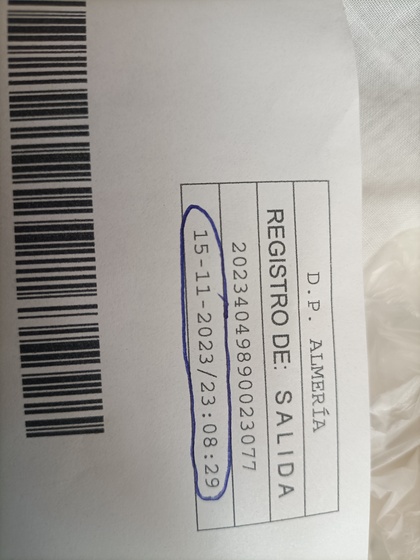 D.P. ALMERÍA
REGISTRO DE: SALIDA
20234049890023077
15-11-2023/23:08:29